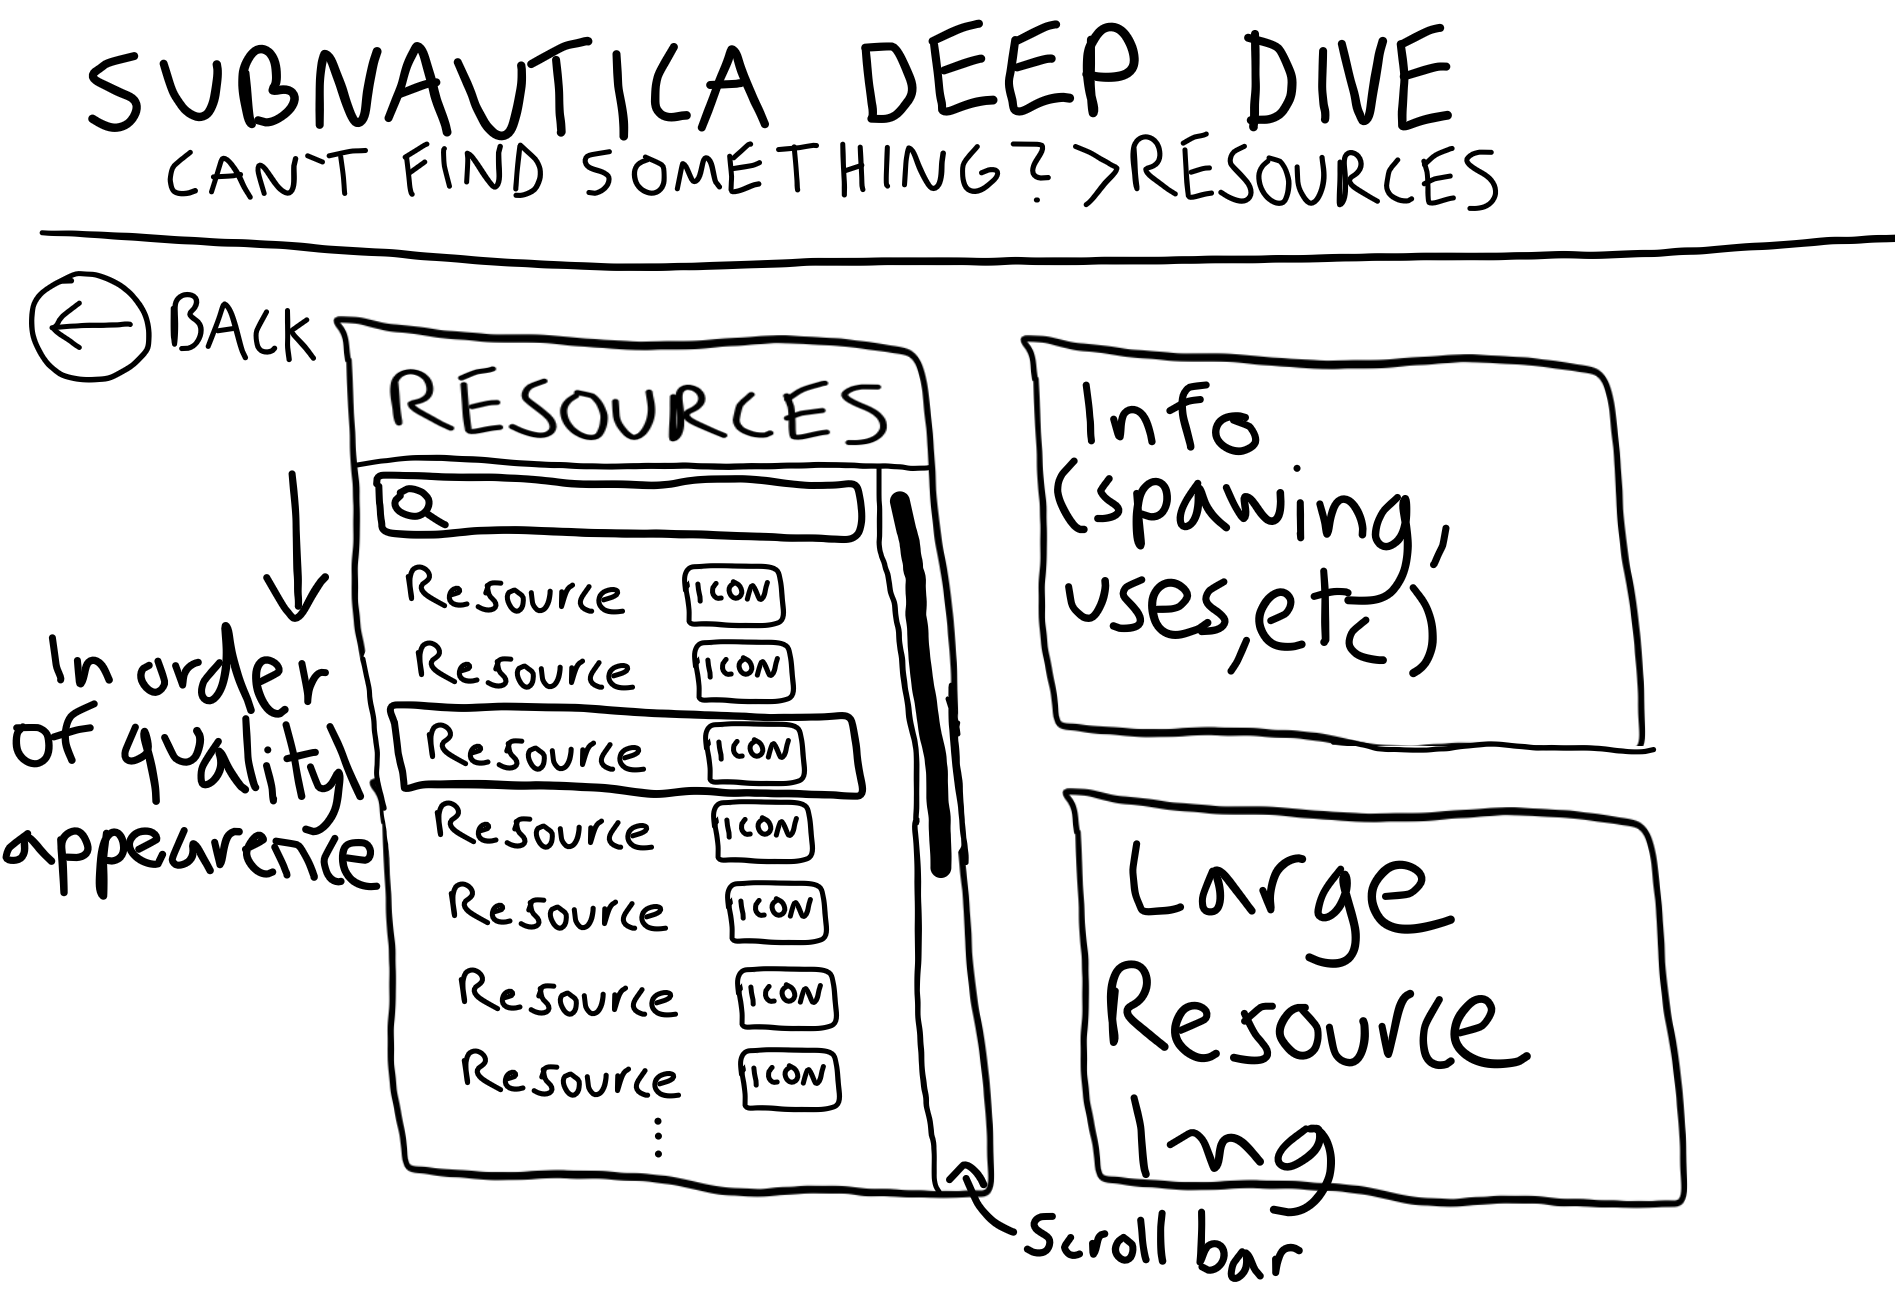 SUBNAUTICA DEEP DIVE
CAN'T FIND SOMETHING? >RESOURCES
BACK
RESOURCES
Resource ICON
Resource ICON
Resource ICON
Resource ICON
Resource ICON
Resource ICON
Resource ICON
In order
of quality/
appearence
Info
(spawing,
uses, etc)
Large
Resource
Img
Scroll bar